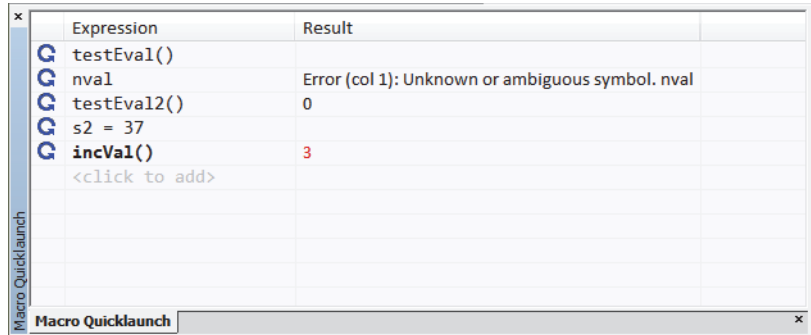 Expression Result
testEval()
nval Error (col 1): Unknown or ambiguous symbol. nval
testEval2() 0
s2 = 37
incVal() 3
<click to add>
Macro Quicklaunch
Macro Quicklaunch